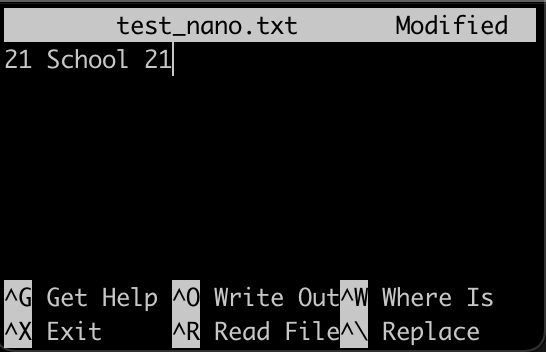 test_nano.txt Modified
21 School 21
^G Get Help ^O Write Out ^W Where Is
^X Exit ^R Read File ^\ Replace